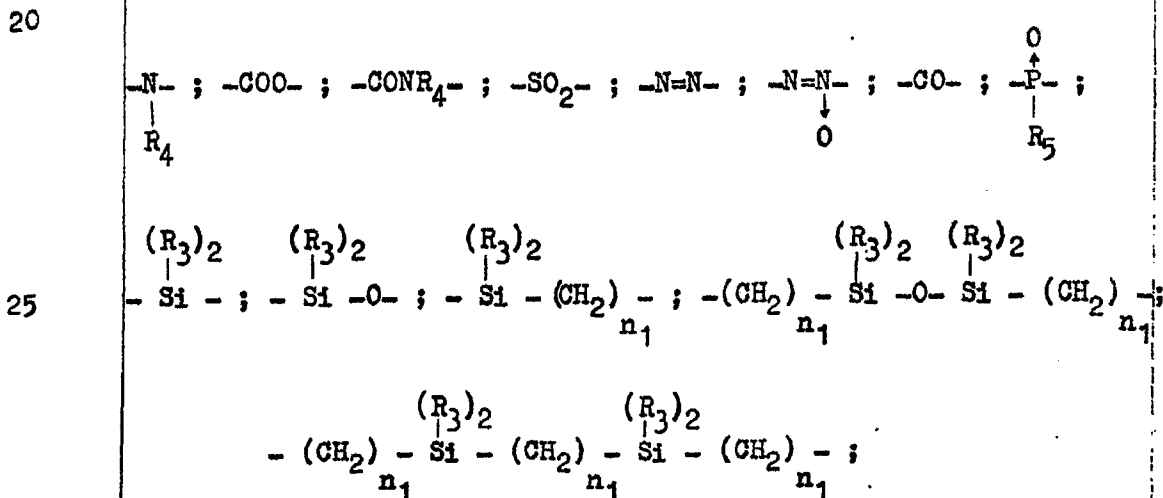 20
O
-N- ; -COO- ; -CONR4- ; -SO2- ; -N=N- ; -N=N- ; -CO- ; -P- ;
R4 O R5
(R3)2 (R3)2 (R3)2 (R3)2 (R3)2
25 - Si - ; - Si -O- ; - Si - (CH2)n1 - ; -(CH2)n1 - Si -O- Si - (CH2)n1 -;
(R3)2 (R3)2
- (CH2)n1 - Si - (CH2)n1 - Si - (CH2)n1 - ;